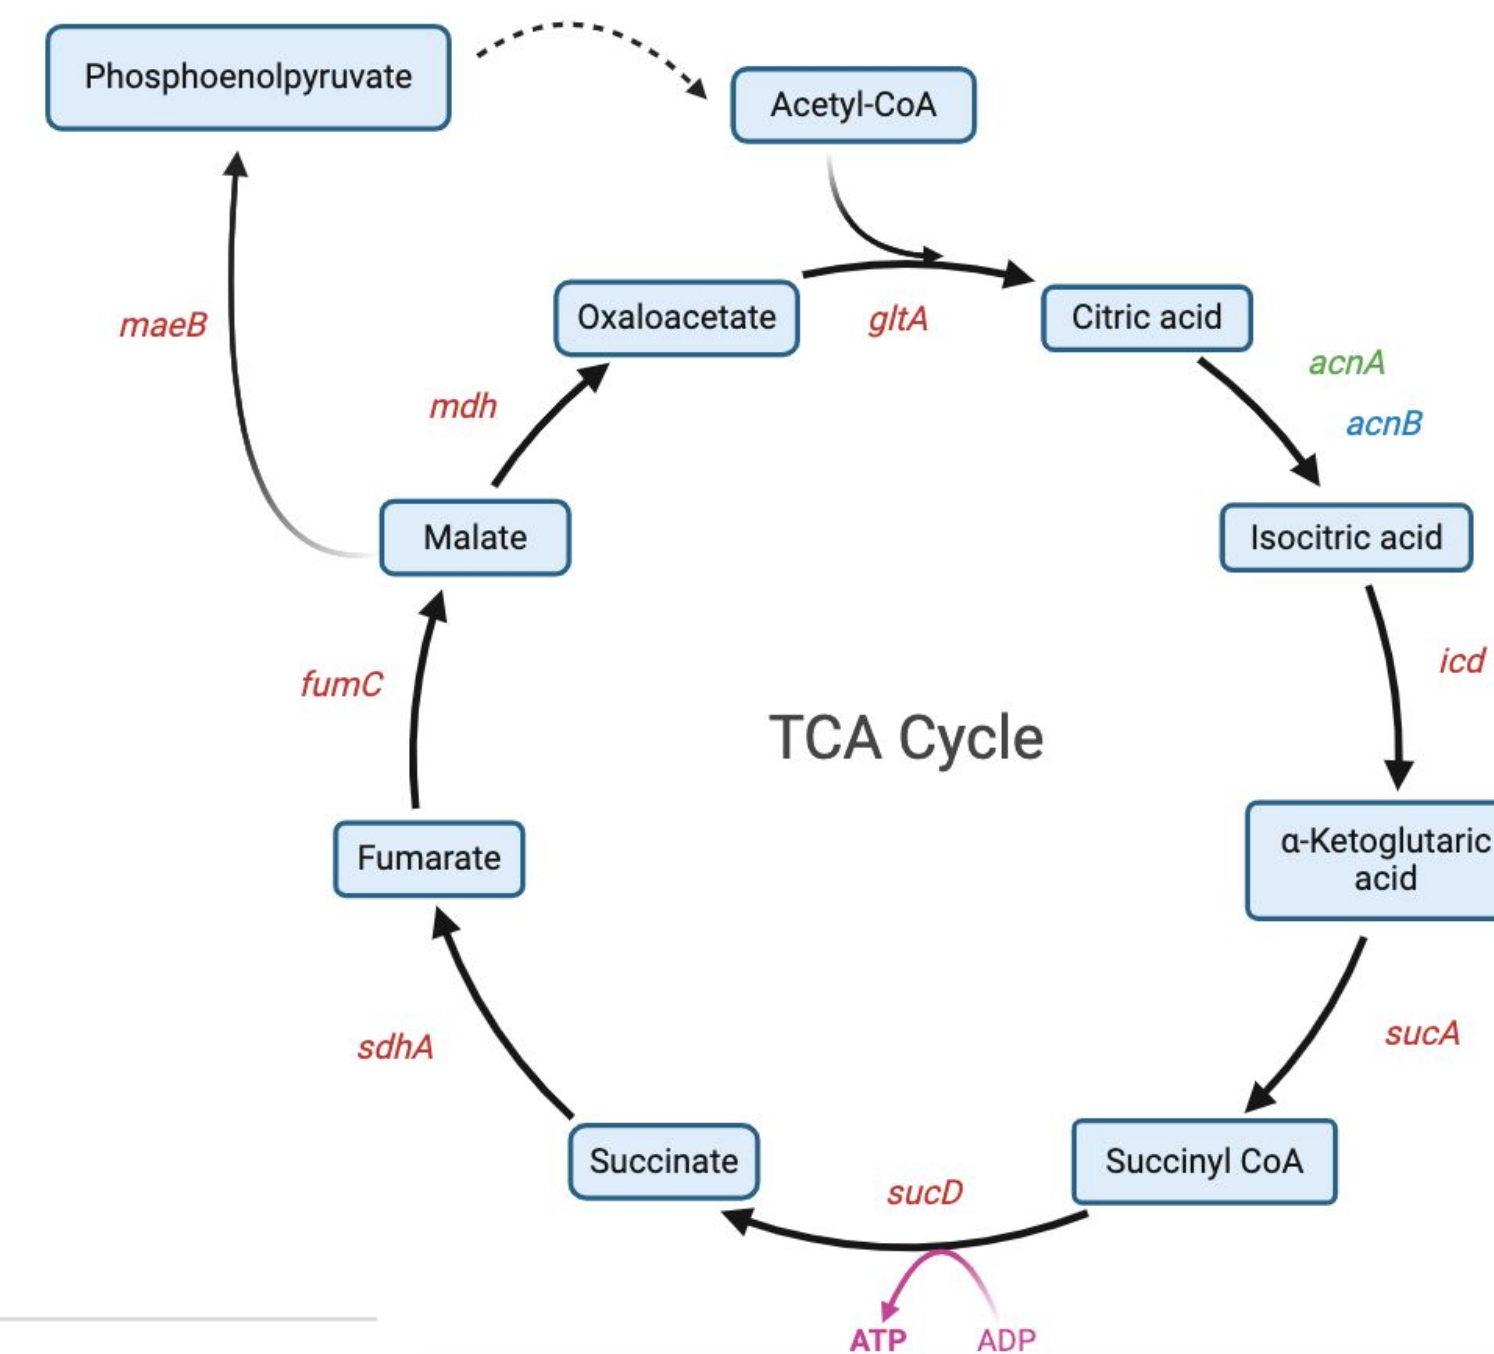 Phosphoenolpyruvate
Acetyl-CoA
maeB
Oxaloacetate
gltA
Citric acid
acnA
mdh
acnB
Malate
Isocitric acid
icd
fumC
TCA Cycle
α-Ketoglutaric
acid
Fumarate
sucA
sdhA
Succinate
Succinyl CoA
sucD
ATP
ADP